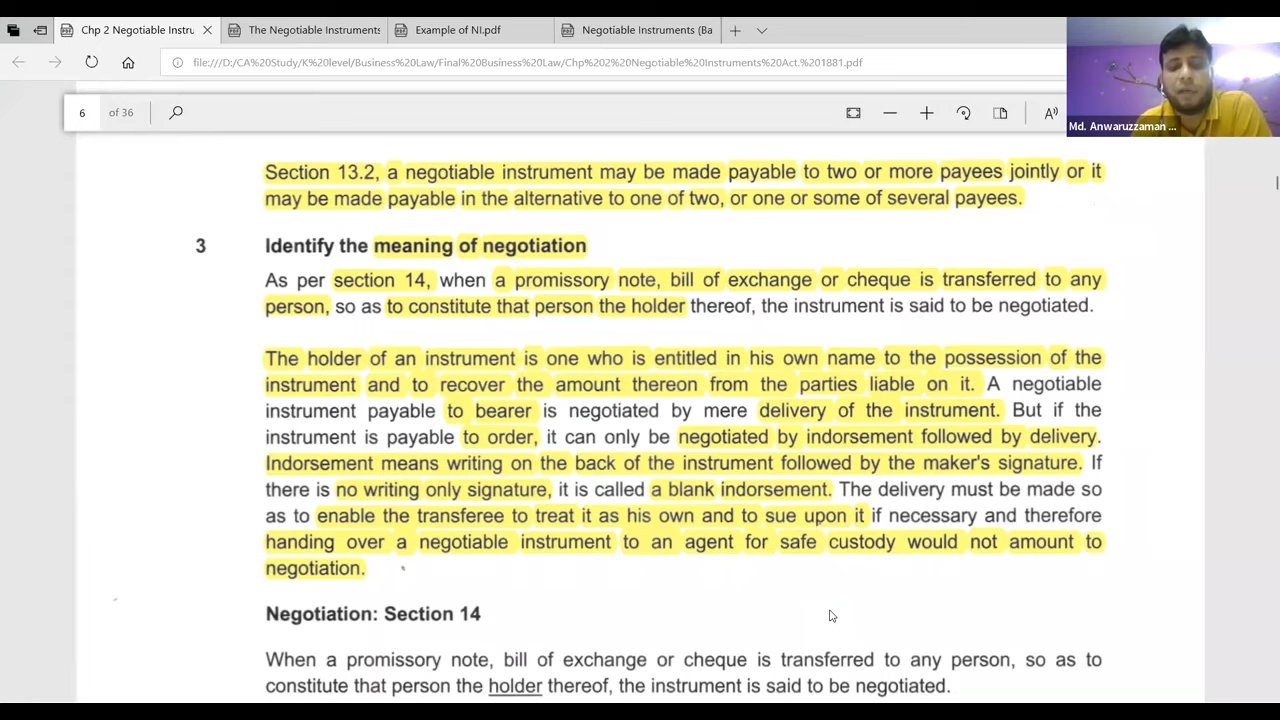 Chp 2 Negotiable Instru
The Negotiable Instruments
Example of NI.pdf
Negotiable Instruments (Ba
file:///D:/CA%20Study/K%20level/Business%20Law/Final%20Business%20Law/Chp%202%20Negotiable%20Instruments%20Act.%201881.pdf
6 of 36
Md. Anwaruzzaman ...
Section 13.2, a negotiable instrument may be made payable to two or more payees jointly or it
may be made payable in the alternative to one of two, or one or some of several payees.
3 Identify the meaning of negotiation
As per section 14, when a promissory note, bill of exchange or cheque is transferred to any
person, so as to constitute that person the holder thereof, the instrument is said to be negotiated.
The holder of an instrument is one who is entitled in his own name to the possession of the
instrument and to recover the amount thereon from the parties liable on it. A negotiable
instrument payable to bearer is negotiated by mere delivery of the instrument. But if the
instrument is payable to order, it can only be negotiated by indorsement followed by delivery.
Indorsement means writing on the back of the instrument followed by the maker's signature. If
there is no writing only signature, it is called a blank indorsement. The delivery must be made so
as to enable the transferee to treat it as his own and to sue upon it if necessary and therefore
handing over a negotiable instrument to an agent for safe custody would not amount to
negotiation.
Negotiation: Section 14
When a promissory note, bill of exchange or cheque is transferred to any person, so as to
constitute that person the holder thereof, the instrument is said to be negotiated.